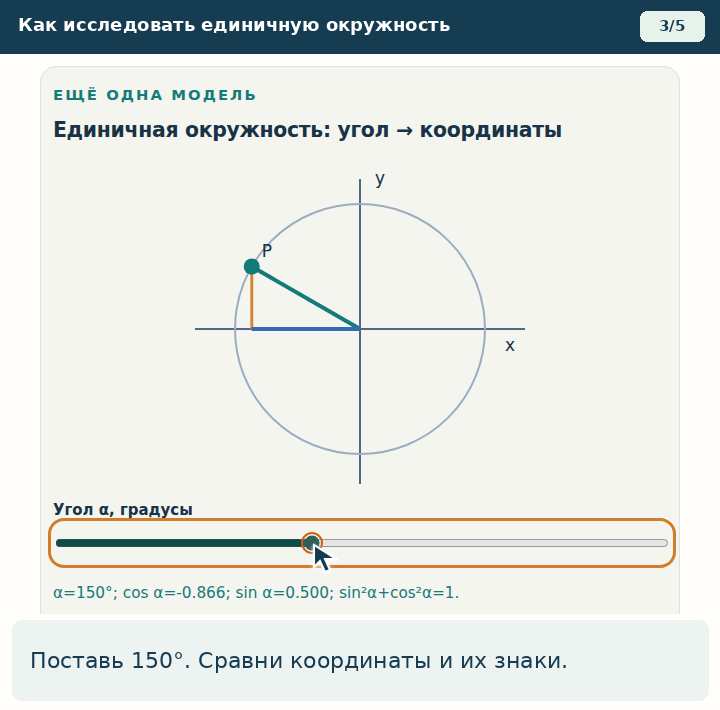 Как исследовать единичную окружность
3/5
ЕЩЁ ОДНА МОДЕЛЬ
Единичная окружность: угол → координаты
y
P
x
Угол α, градусы
α=150°; cos α=-0.866; sin α=0.500; sin²α+cos²α=1.
Поставь 150°. Сравни координаты и их знаки.